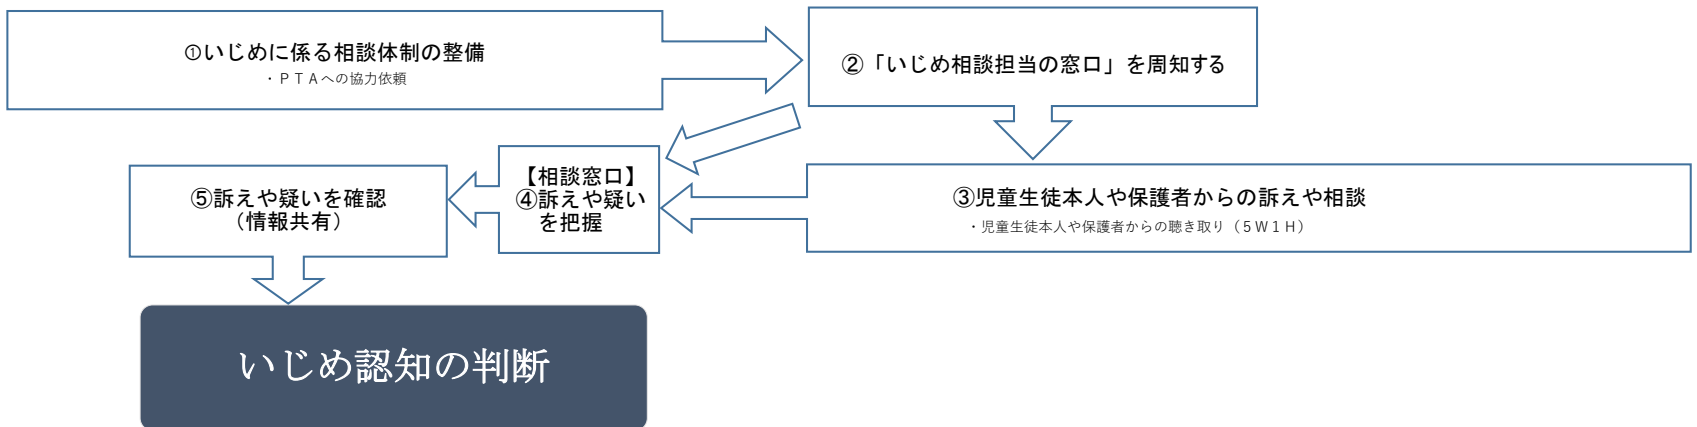 ①いじめに係る相談体制の整備
・ＰＴＡへの協力依頼
②「いじめ相談担当の窓口」を周知する
③児童生徒本人や保護者からの訴えや相談
・児童生徒本人や保護者からの聴き取り（５Ｗ１Ｈ）
【相談窓口】
④訴えや疑い
を把握
⑤訴えや疑いを確認
（情報共有）
いじめ認知の判断